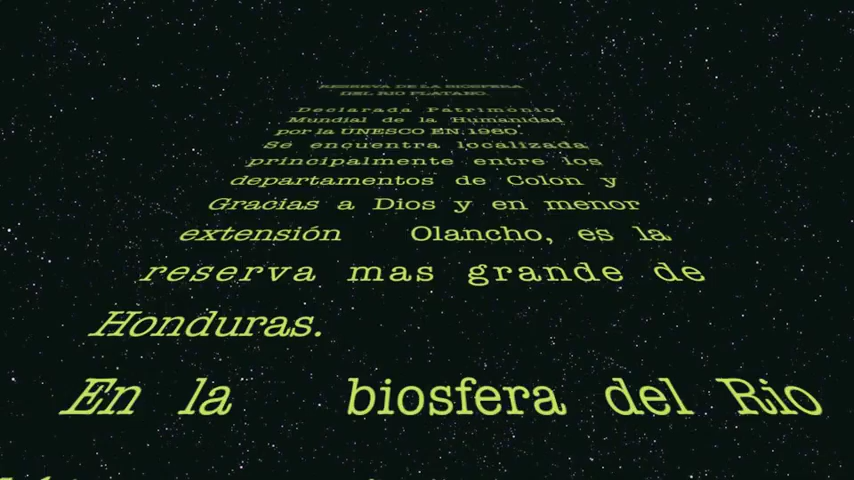 RESERVA DE LA BIOSFERA
DEL RIO PLATANO.
Declarada Patrimonio
Mundial de la Humanidad
por la UNESCO EN 1980.
Se encuentra localizada
principalmente entre los
departamentos de Colon y
Gracias a Dios y en menor
extensión Olancho, es la
reserva mas grande de
Honduras.
En la biosfera del Rio